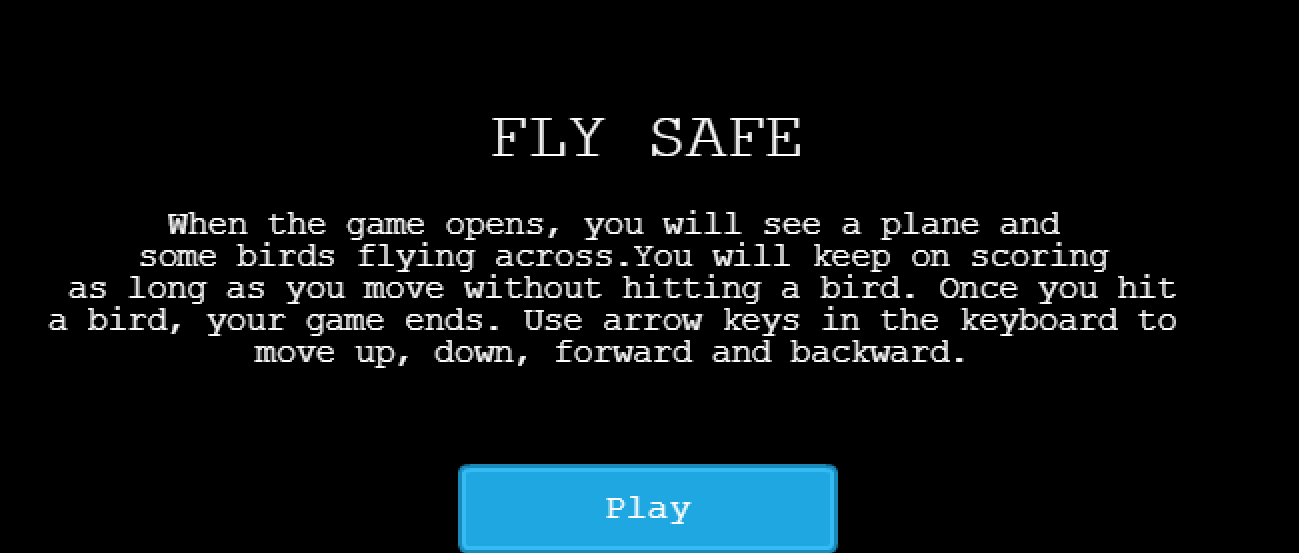 FLY SAFE
When the game opens, you will see a plane and
some birds flying across.You will keep on scoring
as long as you move without hitting a bird. Once you hit
a bird, your game ends. Use arrow keys in the keyboard to
move up, down, forward and backward.
Play